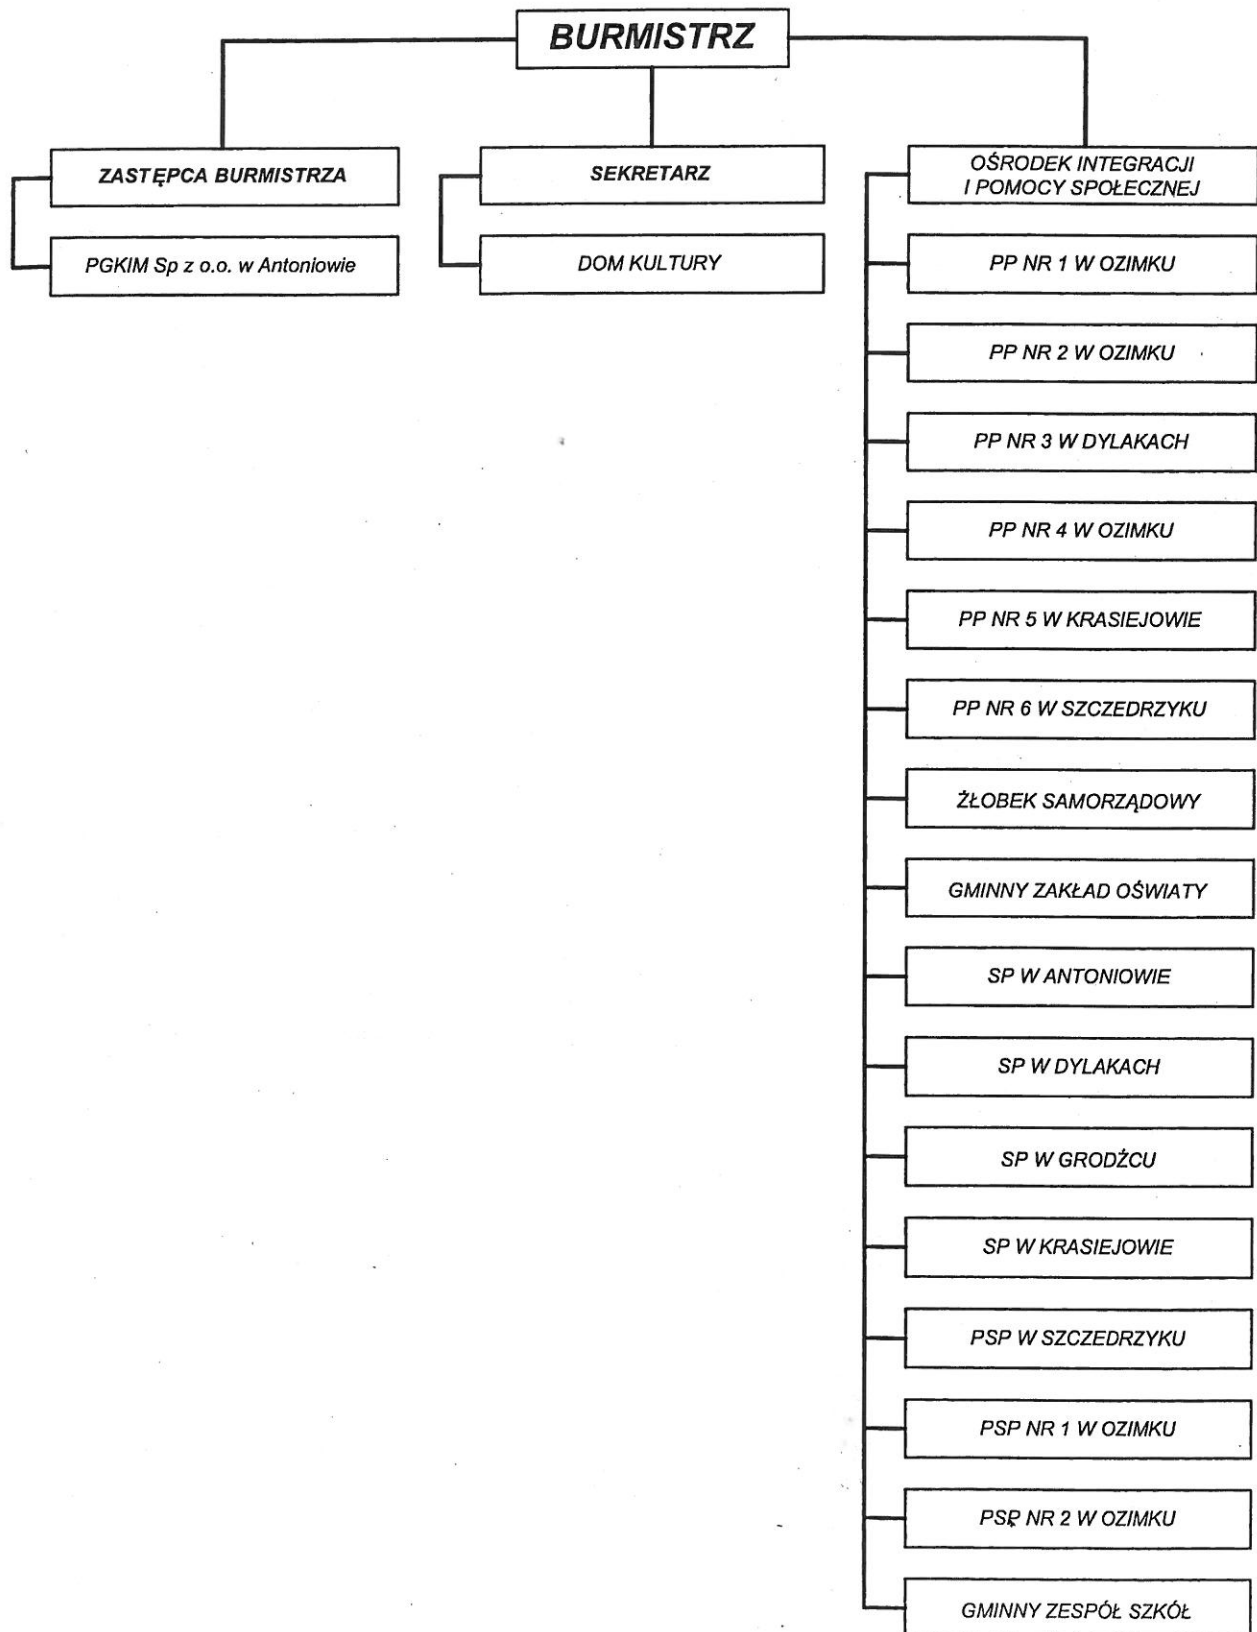 BURMISTRZ
ZASTĘPCA BURMISTRZA
PGKIM Sp z o.o. w Antoniowie
SEKRETARZ
DOM KULTURY
OŚRODEK INTEGRACJI
I POMOCY SPOŁECZNEJ
PP NR 1 W OZIMKU
PP NR 2 W OZIMKU
PP NR 3 W DYLAKACH
PP NR 4 W OZIMKU
PP NR 5 W KRASIEJOWIE
PP NR 6 W SZCZEDRZYKU
ŻŁOBEK SAMORZĄDOWY
GMINNY ZAKŁAD OŚWIATY
SP W ANTONIOWIE
SP W DYLAKACH
SP W GRODŹCU
SP W KRASIEJOWIE
PSP W SZCZEDRZYKU
PSP NR 1 W OZIMKU
PSP NR 2 W OZIMKU
GMINNY ZESPÓŁ SZKÓŁ